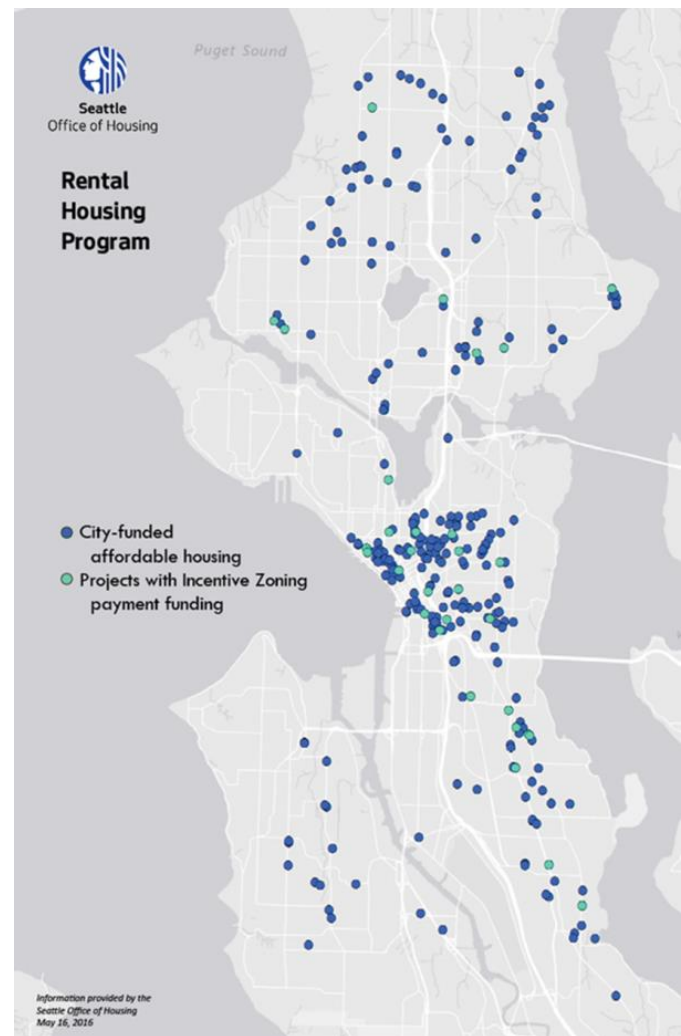 Puget Sound
Seattle
Office of Housing
Rental
Housing
Program
City-funded
affordable housing
Projects with Incentive Zoning
payment funding
Information provided by the
Seattle Office of Housing
May 16, 2016